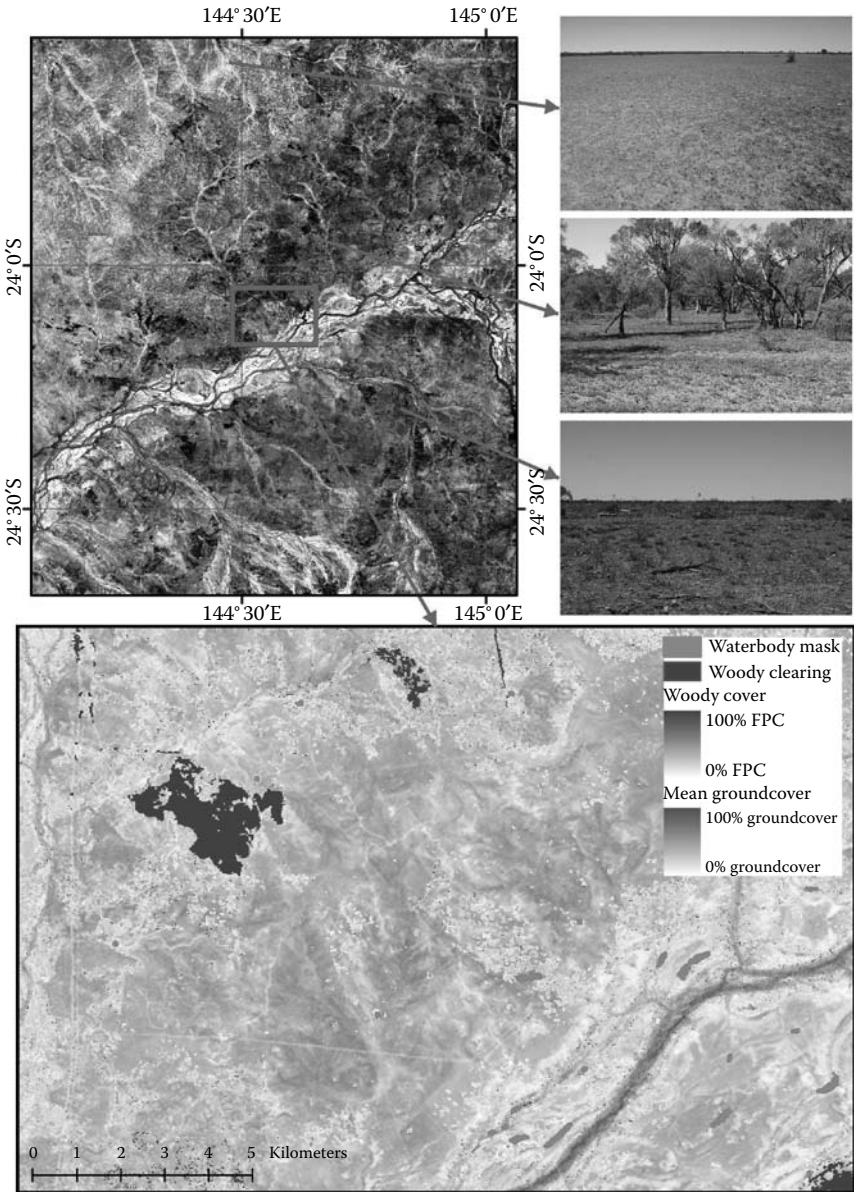 144° 30′E
145° 0′E
24° 0′S
24° 0′S
24° 30′S
24° 30′S
144° 30′E
145° 0′E
Waterbody mask
Woody clearing
Woody cover
100% FPC
0% FPC
Mean groundcover
100% groundcover
0% groundcover
0 1 2 3 4 5 Kilometers